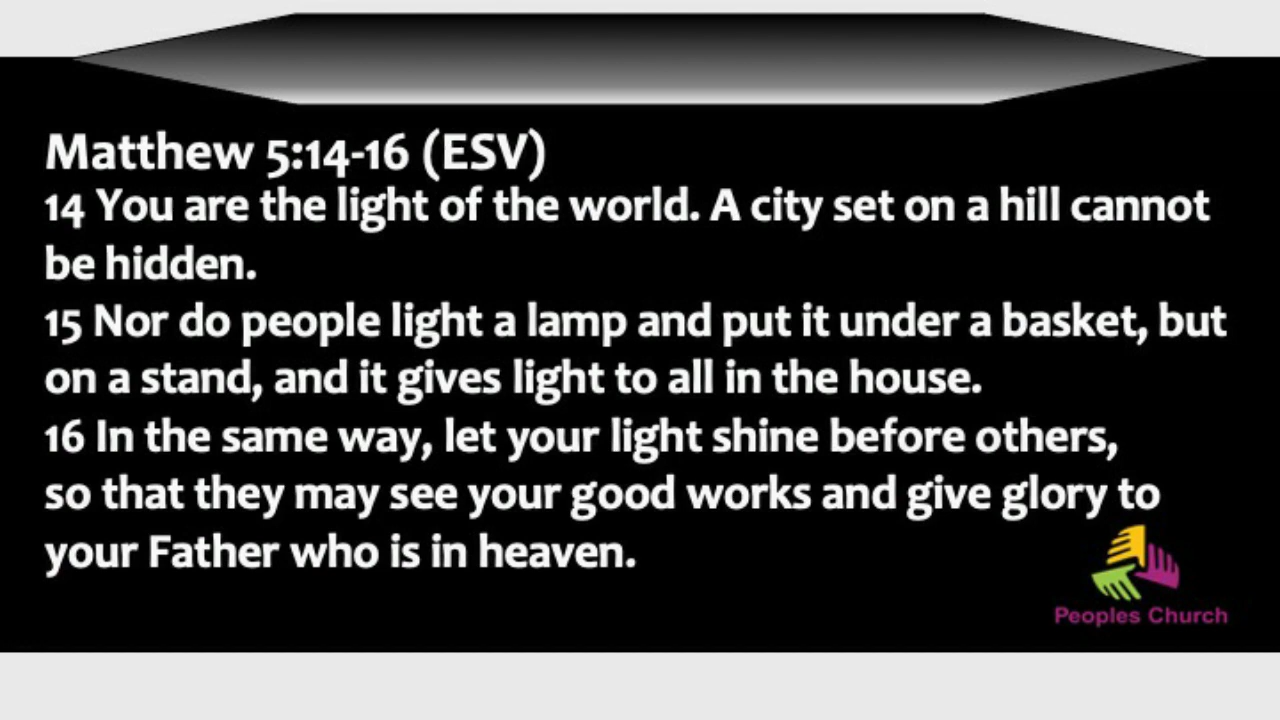 Matthew 5:14-16 (ESV)
14 You are the light of the world. A city set on a hill cannot
be hidden.
15 Nor do people light a lamp and put it under a basket, but
on a stand, and it gives light to all in the house.
16 In the same way, let your light shine before others,
so that they may see your good works and give glory to
your Father who is in heaven.
Peoples Church